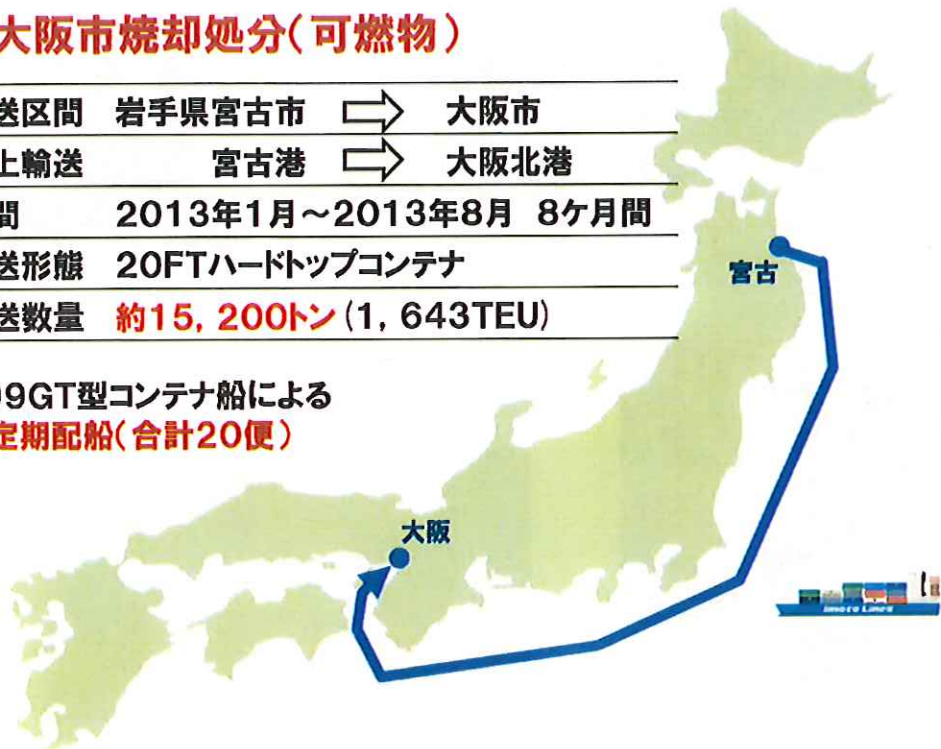 大阪市焼却処分(可燃物)
送区間 岩手県宮古市 ⇨ 大阪市
上輸送 宮古港 ⇨ 大阪北港
間 2013年1月~2013年8月 8ケ月間
送形態 20FTハードトップコンテナ
送数量 約15,200トン(1,643TEU)
99GT型コンテナ船による
定期配船(合計20便)
宮古
大阪
Imoto Lines